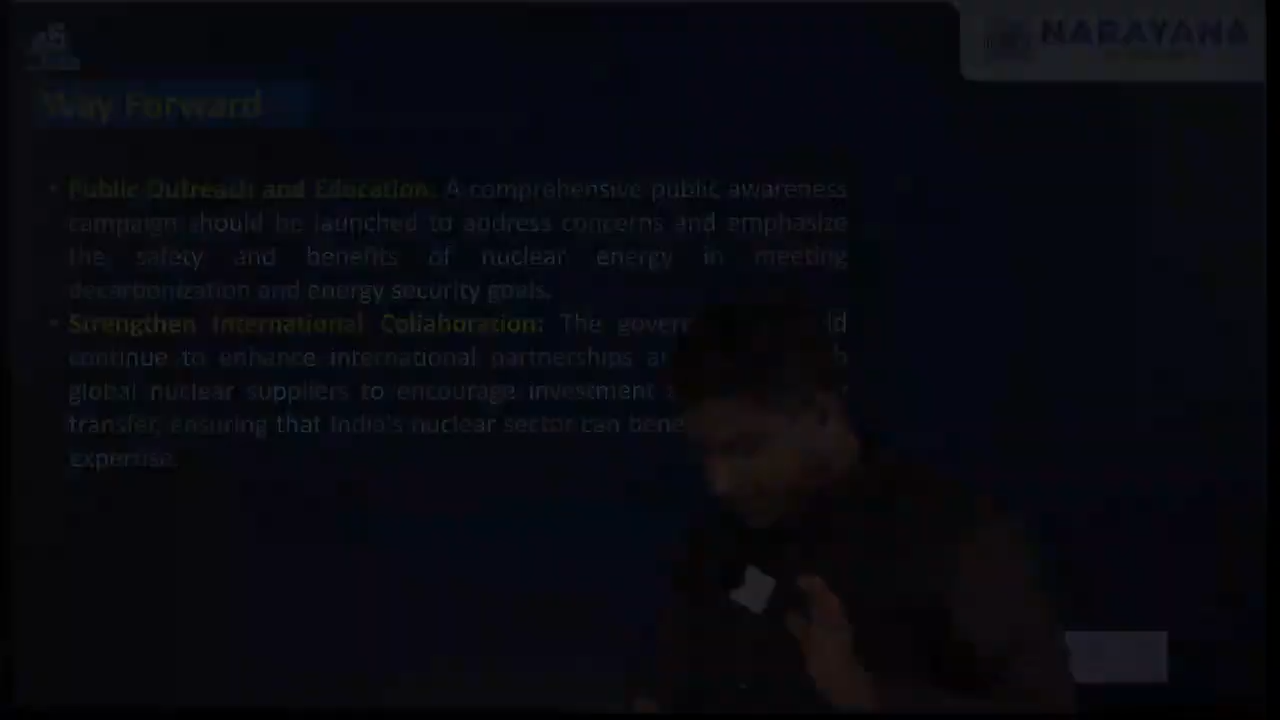 NARAYANA
Way Forward
• Public Outreach and Education: A comprehensive public awareness
campaign should be launched to address concerns and emphasize
the safety and benefits of nuclear energy in meeting
decarbonization and energy security goals.
• Strengthen International Collaboration: The
continue to enhance international partnerships
global nuclear suppliers to encourage investment
transfer, ensuring that India's nuclear sector can
expertise.